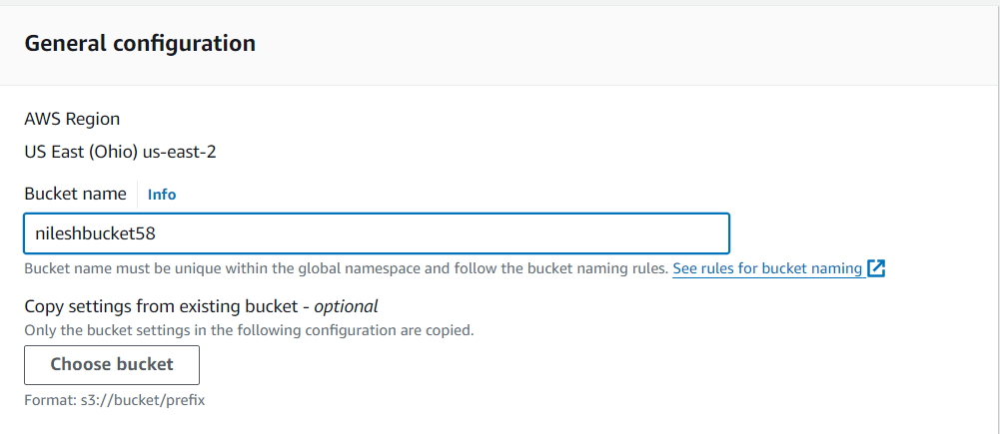 General configuration
AWS Region
US East (Ohio) us-east-2
Bucket name Info
nileshbucket58
Bucket name must be unique within the global namespace and follow the bucket naming rules. See rules for bucket naming
Copy settings from existing bucket - optional
Only the bucket settings in the following configuration are copied.
Choose bucket
Format: s3://bucket/prefix